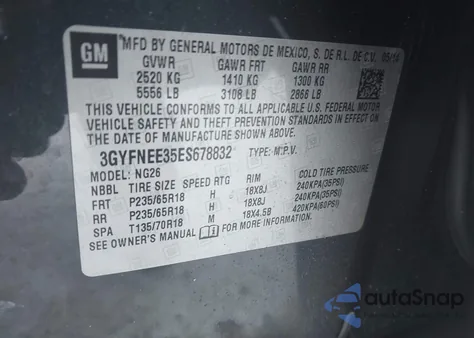 GM
MFD BY GENERAL MOTORS DE MEXICO, S. DE R.L. DE C.V. 05/14
GVWR GAWR FRT GAWR RR
2520 KG 1410 KG 1300 KG
5556 LB 3108 LB 2866 LB
THIS VEHICLE CONFORMS TO ALL APPLICABLE U.S. FEDERAL MOTOR
VEHICLE SAFETY AND THEFT PREVENTION STANDARDS IN EFFECT ON
THE DATE OF MANUFACTURE SHOWN ABOVE.
3GYFNEE35ES678832 TYPE: M.P.V.
MODEL: NG26
NBBL TIRE SIZE SPEED RTG RIM COLD TIRE PRESSURE
FRT P235/65R18 H 18X8J 240KPA(35PSI)
RR P235/65R18 H 18X8J 240KPA(35PSI)
SPA T135/70R18 M 18X4.5B 420KPA(60PSI)
SEE OWNER'S MANUAL FOR MORE INFORMATION.
autoSnap